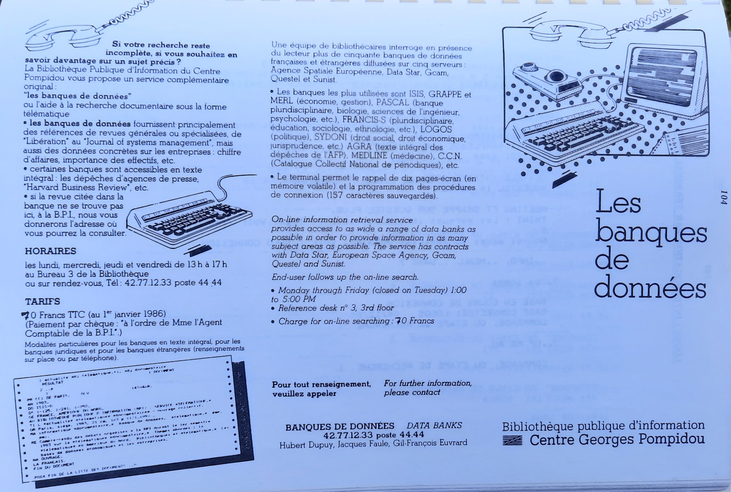 Si votre recherche reste
incomplète, si vous souhaitez en
savoir davantage sur un sujet précis ?
La Bibliothèque Publique d'Information du Centre
Pompidou vous propose un service complémentaire
original :
"les banques de données"
ou l'aide à la recherche documentaire sous la forme
télématique
• les banques de données fournissent principalement
des références de revues générales ou spécialisées, de
"Libération" au "Journal of systems management", mais
aussi des données concrètes sur les entreprises : chiffre
d'affaires, importance des effectifs, etc.
• certaines banques sont accessibles en texte
intégral : les dépêches d'agences de presse,
"Harvard Business Review", etc.
• si la revue citée dans la
banque ne se trouve pas
ici, à la B.P.I., nous vous
donnerons l'adresse où
vous pourrez la consulter.
HORAIRES
les lundi, mercredi, jeudi et vendredi de 13 h à 17 h
au Bureau 3 de la Bibliothèque
ou sur rendez-vous, Tél : 42.77.12.33 poste 44 44
TARIFS
70 Francs TTC (au 1er janvier 1986)
(Paiement par chèque : "à l'ordre de Mme l'Agent
Comptable de la B.P.I.".)
Modalités particulières pour les banques en texte intégral, pour les
banques juridiques et pour les banques étrangères (renseignements
sur place ou par téléphone).
RESULTAT
FIN DU DOCUMENT
Une équipe de bibliothécaires interroge en présence
du lecteur plus de cinquante banques de données
françaises et étrangères diffusées sur cinq serveurs :
Agence Spatiale Européenne, Data Star, Gcam,
Questel et Sunist.
• Les banques les plus utilisées sont ISIS, GRAPPE et
MERL (économie, gestion), PASCAL (banque
pluridisciplinaire, biologie, sciences de l'ingénieur,
psychologie, etc.), FRANCIS-S (pluridisciplinaire,
éducation, sociologie, ethnologie, etc.), LOGOS
(politique), SYDONI (droit social, droit économique,
jurisprudence, etc.) AGRA (texte intégral des
dépêches de l'AFP), MEDLINE (médecine), C.C.N.
(Catalogue Collectif National de périodiques), etc.
• Le terminal permet le rappel de dix pages-écran (en
mémoire volatile) et la programmation des procédures
de connexion (157 caractères sauvegardés).
On-line information retrieval service :
provides access to as wide a range of data banks as
possible in order to provide information in as many
subject areas as possible. The service has contracts
with Data Star, European Space Agency, Gcam,
Questel and Sunist.
End-user follows up the on-line search.
• Monday through Friday (closed on Tuesday) 1:00
to 5:00 PM
• Reference desk n° 3, 3rd floor
• Charge for on-line searching : 70 Francs
Pour tout renseignement,
veuillez appeler
For further information,
please contact
BANQUES DE DONNÉES DATA BANKS
42.77.12.33 poste 44.44
Hubert Dupuy, Jacques Faule, Gil-François Euvrard
Les
banques
de
données
Bibliothèque publique d'information
Centre Georges Pompidou
104